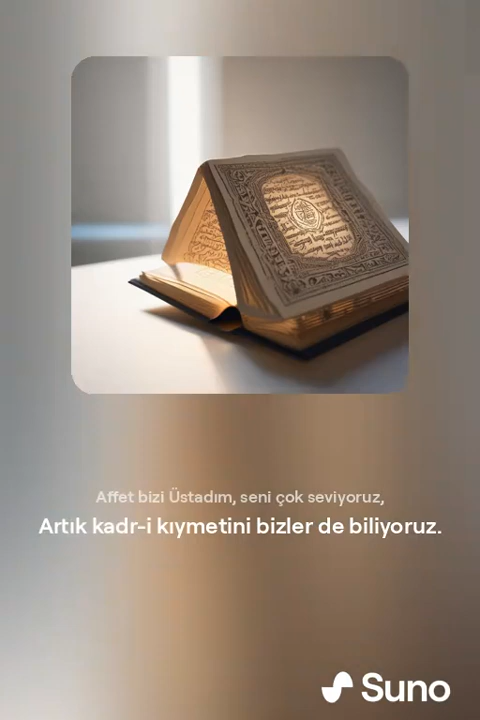 Affet bizi Üstadım, seni çok seviyoruz,
Artık kadr-i kıymetini bizler de biliyoruz.
Suno